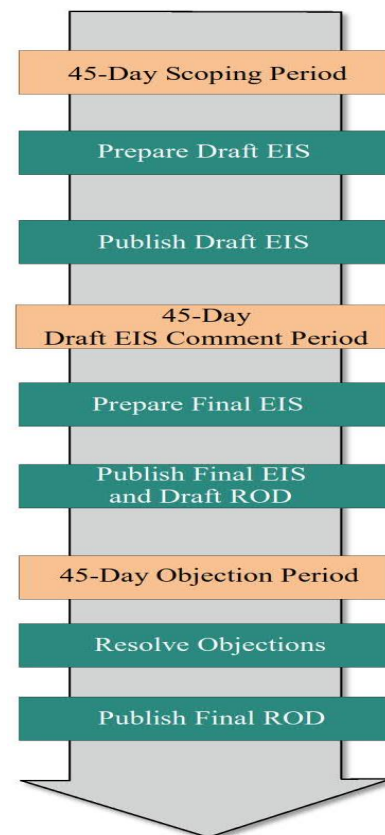 45-Day Scoping Period
Prepare Draft EIS
Publish Draft EIS
45-Day
Draft EIS Comment Period
Prepare Final EIS
Publish Final EIS
and Draft ROD
45-Day Objection Period
Resolve Objections
Publish Final ROD